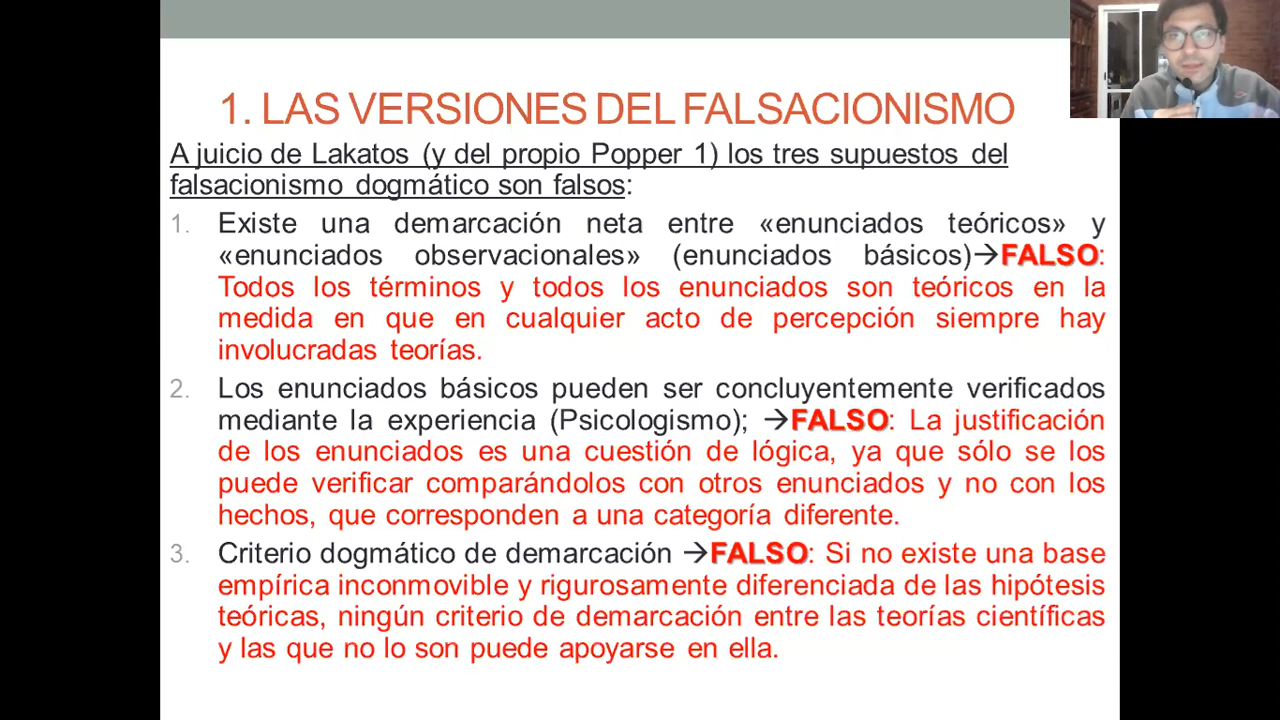 1. LAS VERSIONES DEL FALSACIONISMO
A juicio de Lakatos (y del propio Popper 1) los tres supuestos del
falsacionismo dogmático son falsos:
1. Existe una demarcación neta entre «enunciados teóricos» y
«enunciados observacionales» (enunciados básicos)→FALSO:
Todos los términos y todos los enunciados son teóricos en la
medida en que en cualquier acto de percepción siempre hay
involucradas teorías.
2. Los enunciados básicos pueden ser concluyentemente verificados
mediante la experiencia (Psicologismo); →FALSO: La justificación
de los enunciados es una cuestión de lógica, ya que sólo se los
puede verificar comparándolos con otros enunciados y no con los
hechos, que corresponden a una categoría diferente.
3. Criterio dogmático de demarcación →FALSO: Si no existe una base
empírica inconmovible y rigurosamente diferenciada de las hipótesis
teóricas, ningún criterio de demarcación entre las teorías científicas
y las que no lo son puede apoyarse en ella.